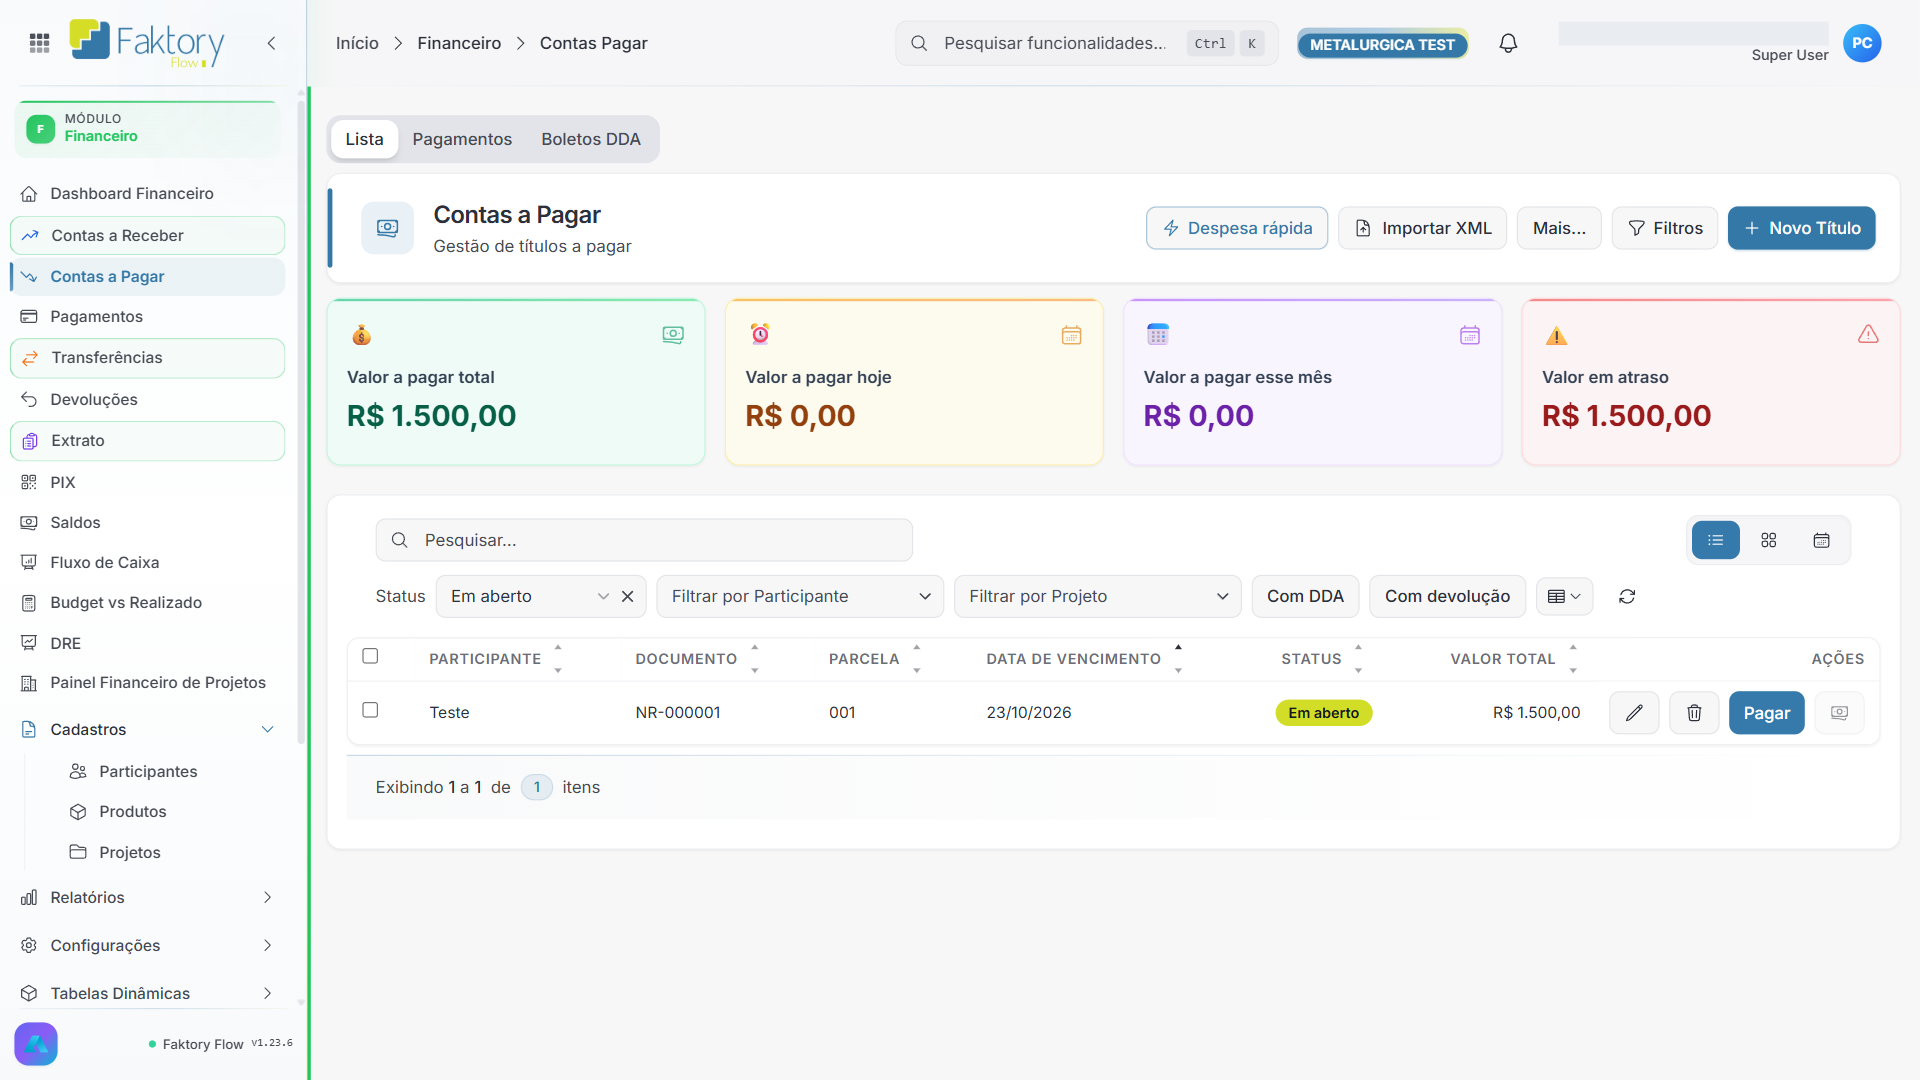 Faktory
Flow
Início > Financeiro > Contas Pagar
Pesquisar funcionalidades... Ctrl K
METALURGICA TEST
Super User
PC
F
MÓDULO
Financeiro
Dashboard Financeiro
Contas a Receber
Contas a Pagar
Pagamentos
Transferências
Devoluções
Extrato
PIX
Saldos
Fluxo de Caixa
Budget vs Realizado
DRE
Painel Financeiro de Projetos
Cadastros
Participantes
Produtos
Projetos
Relatórios
Configurações
Tabelas Dinâmicas
Faktory Flow v1.23.6
Lista Pagamentos Boletos DDA
Contas a Pagar
Gestão de títulos a pagar
Despesa rápida Importar XML Mais... Filtros + Novo Título
Valor a pagar total
R$ 1.500,00
Valor a pagar hoje
R$ 0,00
Valor a pagar esse mês
R$ 0,00
Valor em atraso
R$ 1.500,00
Pesquisar...
Status Em aberto Filtrar por Participante Filtrar por Projeto Com DDA Com devolução
PARTICIPANTE DOCUMENTO PARCELA DATA DE VENCIMENTO STATUS VALOR TOTAL AÇÕES
Teste NR-000001 001 23/10/2026 Em aberto R$ 1.500,00 Pagar
Exibindo 1 a 1 de 1 itens